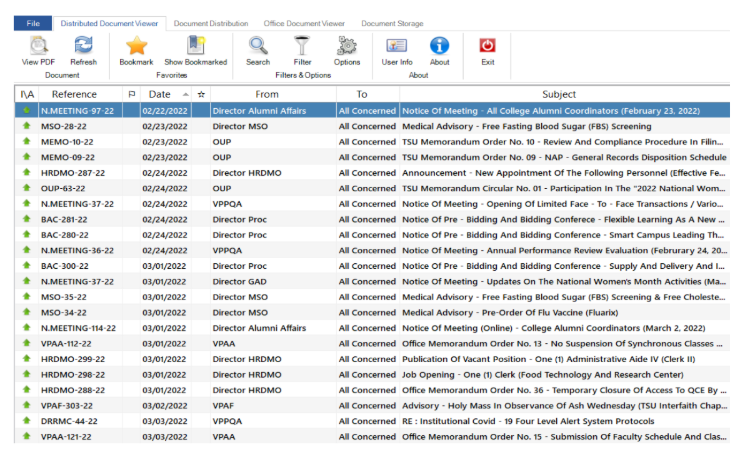 File Distributed Document Viewer Document Distribution Office Document Viewer Document Storage
View PDF Refresh Bookmark Show Bookmarked Search Filter Options User Info About Exit
Document Favorites Filters & Options About
I\A Reference Date From To Subject
N.MEETING-97-22 02/22/2022 Director Alumni Affairs All Concerned Notice Of Meeting - All College Alumni Coordinators (February 23, 2022)
MSO-28-22 02/23/2022 Director MSO All Concerned Medical Advisory - Free Fasting Blood Sugar (FBS) Screening
MEMO-10-22 02/23/2022 OUP All Concerned TSU Memorandum Order No. 10 - Review And Compliance Procedure In Filin...
MEMO-09-22 02/23/2022 OUP All Concerned TSU Memorandum Order No. 09 - NAP - General Records Disposition Schedule
HRDMO-287-22 02/24/2022 Director HRDMO All Concerned Announcement - New Appointment Of The Following Personnel (Effective Fe...
OUP-63-22 02/24/2022 OUP All Concerned TSU Memorandum Circular No. 01 - Participation In The "2022 National Wom...
N.MEETING-37-22 02/24/2022 VPPQA All Concerned Notice Of Meeting - Opening Of Limited Face - To - Face Transactions / Vario...
BAC-281-22 02/24/2022 Director Proc All Concerned Notice Of Pre - Bidding And Bidding Conferece - Flexible Learning As A New ...
BAC-280-22 02/24/2022 Director Proc All Concerned Notice Of Pre - Bidding And Bidding Conference - Smart Campus Leading Th...
N.MEETING-36-22 02/24/2022 VPPQA All Concerned Notice Of Meeting - Annual Performance Review Evaluation (Februrary 24, 20...
BAC-300-22 03/01/2022 Director Proc All Concerned Notice Of Pre - Bidding And Bidding Conference - Supply And Delivery And I...
N.MEETING-37-22 03/01/2022 Director GAD All Concerned Notice Of Meeting - Updates On The National Women's Month Activities (Ma...
MSO-35-22 03/01/2022 Director MSO All Concerned Medical Advisory - Free Fasting Blood Sugar (FBS) Screening & Free Choleste...
MSO-34-22 03/01/2022 Director MSO All Concerned Medical Advisory - Pre-Order Of Flu Vaccine (Fluarix)
N.MEETING-114-22 03/01/2022 Director Alumni Affairs All Concerned Notice Of Meeting (Online) - College Alumni Coordinators (March 2, 2022)
VPAA-112-22 03/01/2022 VPAA All Concerned Office Memorandum Order No. 13 - No Suspension Of Synchronous Classes ...
HRDMO-299-22 03/01/2022 Director HRDMO All Concerned Publication Of Vacant Position - One (1) Administrative Aide IV (Clerk II)
HRDMO-298-22 03/01/2022 Director HRDMO All Concerned Job Opening - One (1) Clerk (Food Technology And Research Center)
HRDMO-288-22 03/01/2022 Director HRDMO All Concerned Office Memorandum Order No. 36 - Temporary Closure Of Access To QCE By ...
VPAF-303-22 03/02/2022 VPAF All Concerned Advisory - Holy Mass In Observance Of Ash Wednesday (TSU Interfaith Chap...
DRRMC-44-22 03/03/2022 VPPQA All Concerned RE : Institutional Covid - 19 Four Level Alert System Protocols
VPAA-121-22 03/03/2022 VPAA All Concerned Office Memorandum Order No. 15 - Submission Of Faculty Schedule And Clas...